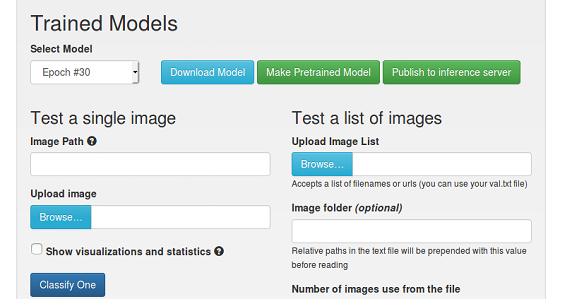 Trained Models
Select Model
Epoch #30
Download Model
Make Pretrained Model
Publish to inference server
Test a single image
Image Path
Upload image
Browse...
Show visualizations and statistics
Classify One
Test a list of images
Upload Image List
Browse...
Accepts a list of filenames or urls (you can use your val.txt file)
Image folder (optional)
Relative paths in the text file will be prepended with this value
before reading
Number of images use from the file